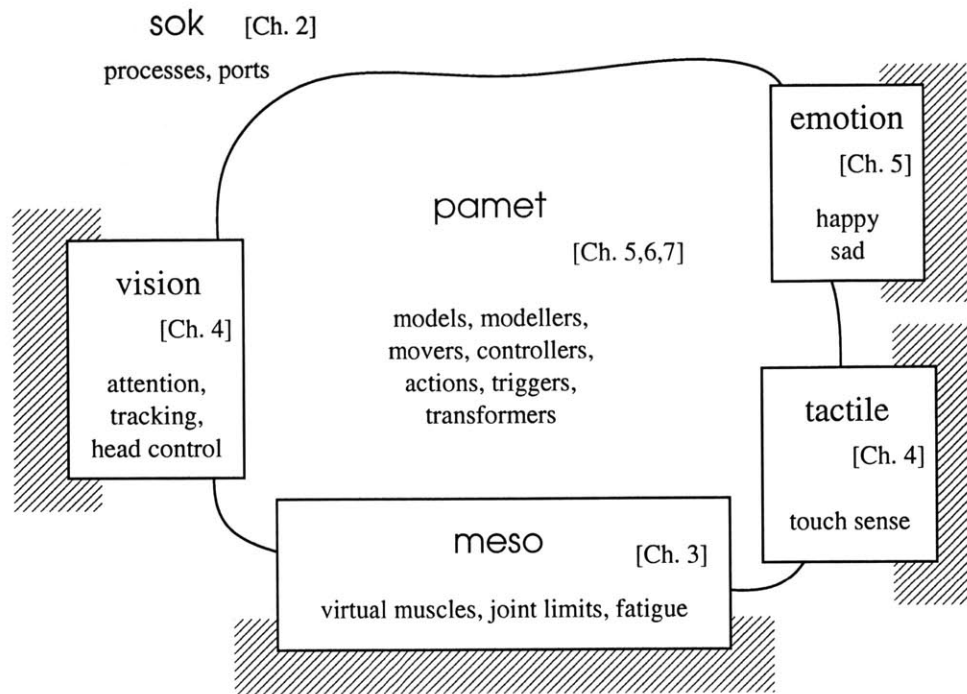 sok [Ch. 2]
processes, ports
emotion
[Ch. 5]
happy
sad
pamet
[Ch. 5,6,7]
models, modellers,
movers, controllers,
actions, triggers,
transformers
vision
[Ch. 4]
attention,
tracking,
head control
tactile
[Ch. 4]
touch sense
meso
[Ch. 3]
virtual muscles, joint limits, fatigue